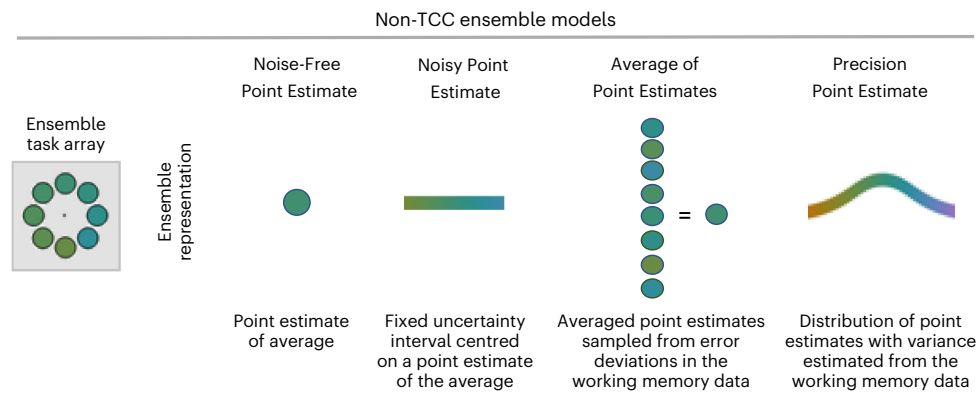 Non-TCC ensemble models
Noise-Free
Point Estimate
Noisy Point
Estimate
Average of
Point Estimates
Precision
Point Estimate
Ensemble
task array
Ensemble
representation
=
Point estimate
of average
Fixed uncertainty
interval centred
on a point estimate
of the average
Averaged point estimates
sampled from error
deviations in the
working memory data
Distribution of point
estimates with variance
estimated from the
working memory data